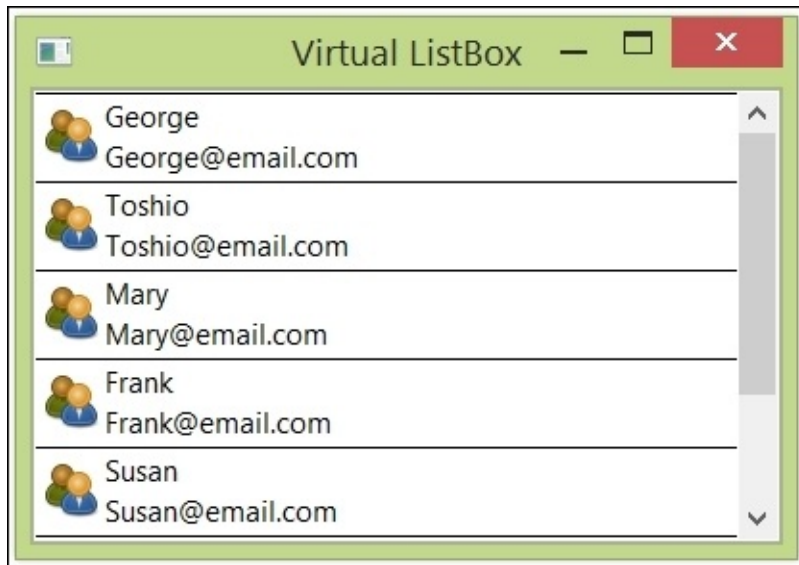 Virtual ListBox
George
George@email.com
Toshio
Toshio@email.com
Mary
Mary@email.com
Frank
Frank@email.com
Susan
Susan@email.com